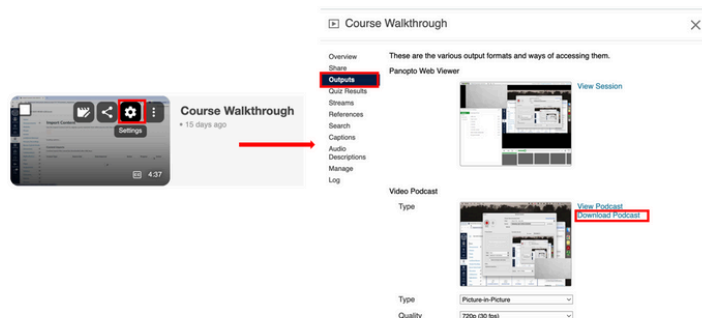 Course Walkthrough
Overview
These are the various output formats and ways of accessing them.
Share
Panopto Web Viewer
Outputs
View Session
Quiz Results
Streams
References
Search
Captions
Audio
Descriptions
Manage
Log
Import Content
Settings
4:37
Course Walkthrough
• 15 days ago
Video Podcast
Type
View Podcast
Download Podcast
Type
Picture-in-Picture
Quality
720p (30 fps)